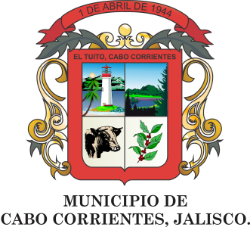 1 DE ABRIL DE 1944
EL TUITO, CABO CORRIENTES
MUNICIPIO DE
CABO CORRIENTES, JALISCO.